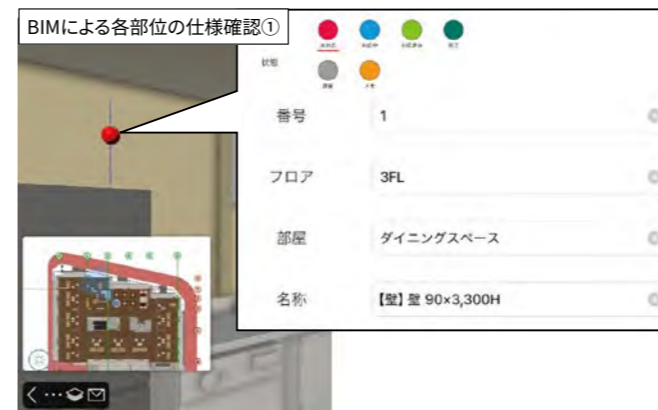 BIMによる各部位の仕様確認①
状態
番号
1
フロア
3FL
部屋
ダイニングスペース
名称
【壁】壁 90×3,300H